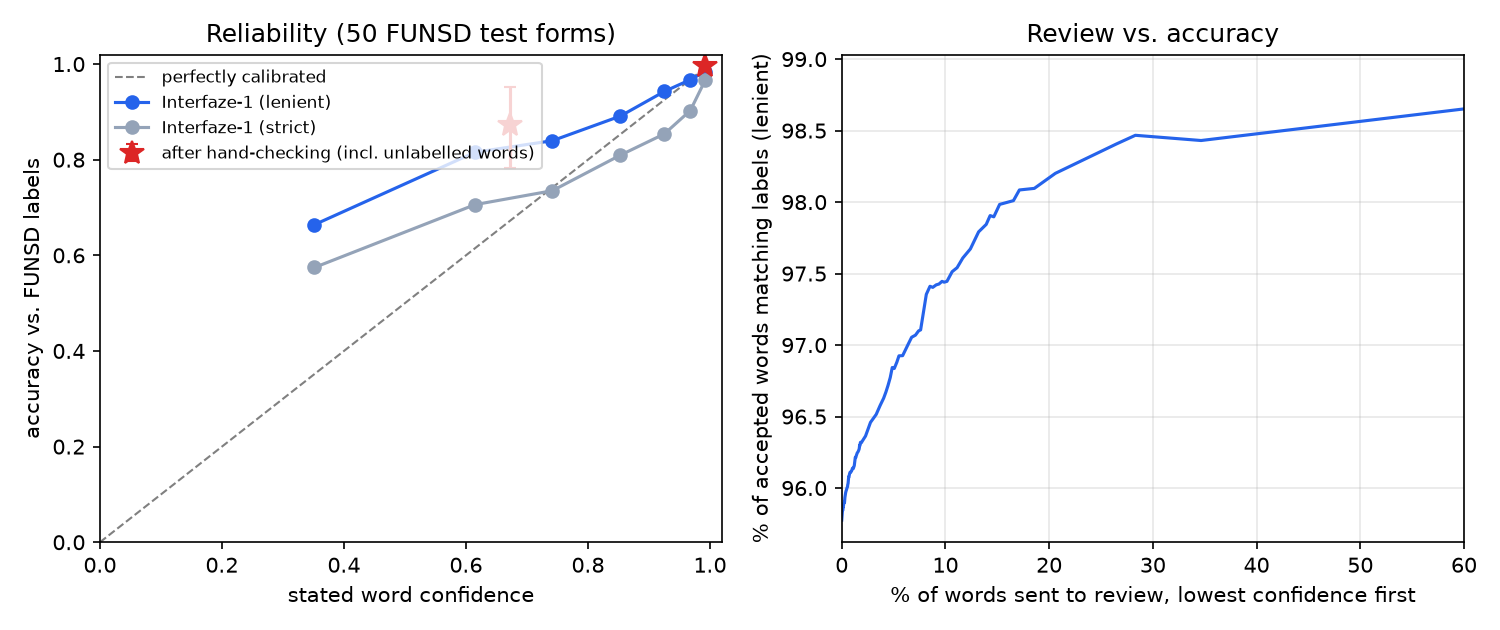 Reliability (50 FUNSD test forms)
perfectly calibrated
Interfaze-1 (lenient)
Interfaze-1 (strict)
after hand-checking (incl. unlabelled words)
accuracy vs. FUNSD labels
1.0
0.8
0.6
0.4
0.2
0.0
0.0 0.2 0.4 0.6 0.8 1.0
stated word confidence
Review vs. accuracy
% of accepted words matching labels (lenient)
99.0
98.5
98.0
97.5
97.0
96.5
96.0
0 10 20 30 40 50 60
% of words sent to review, lowest confidence first